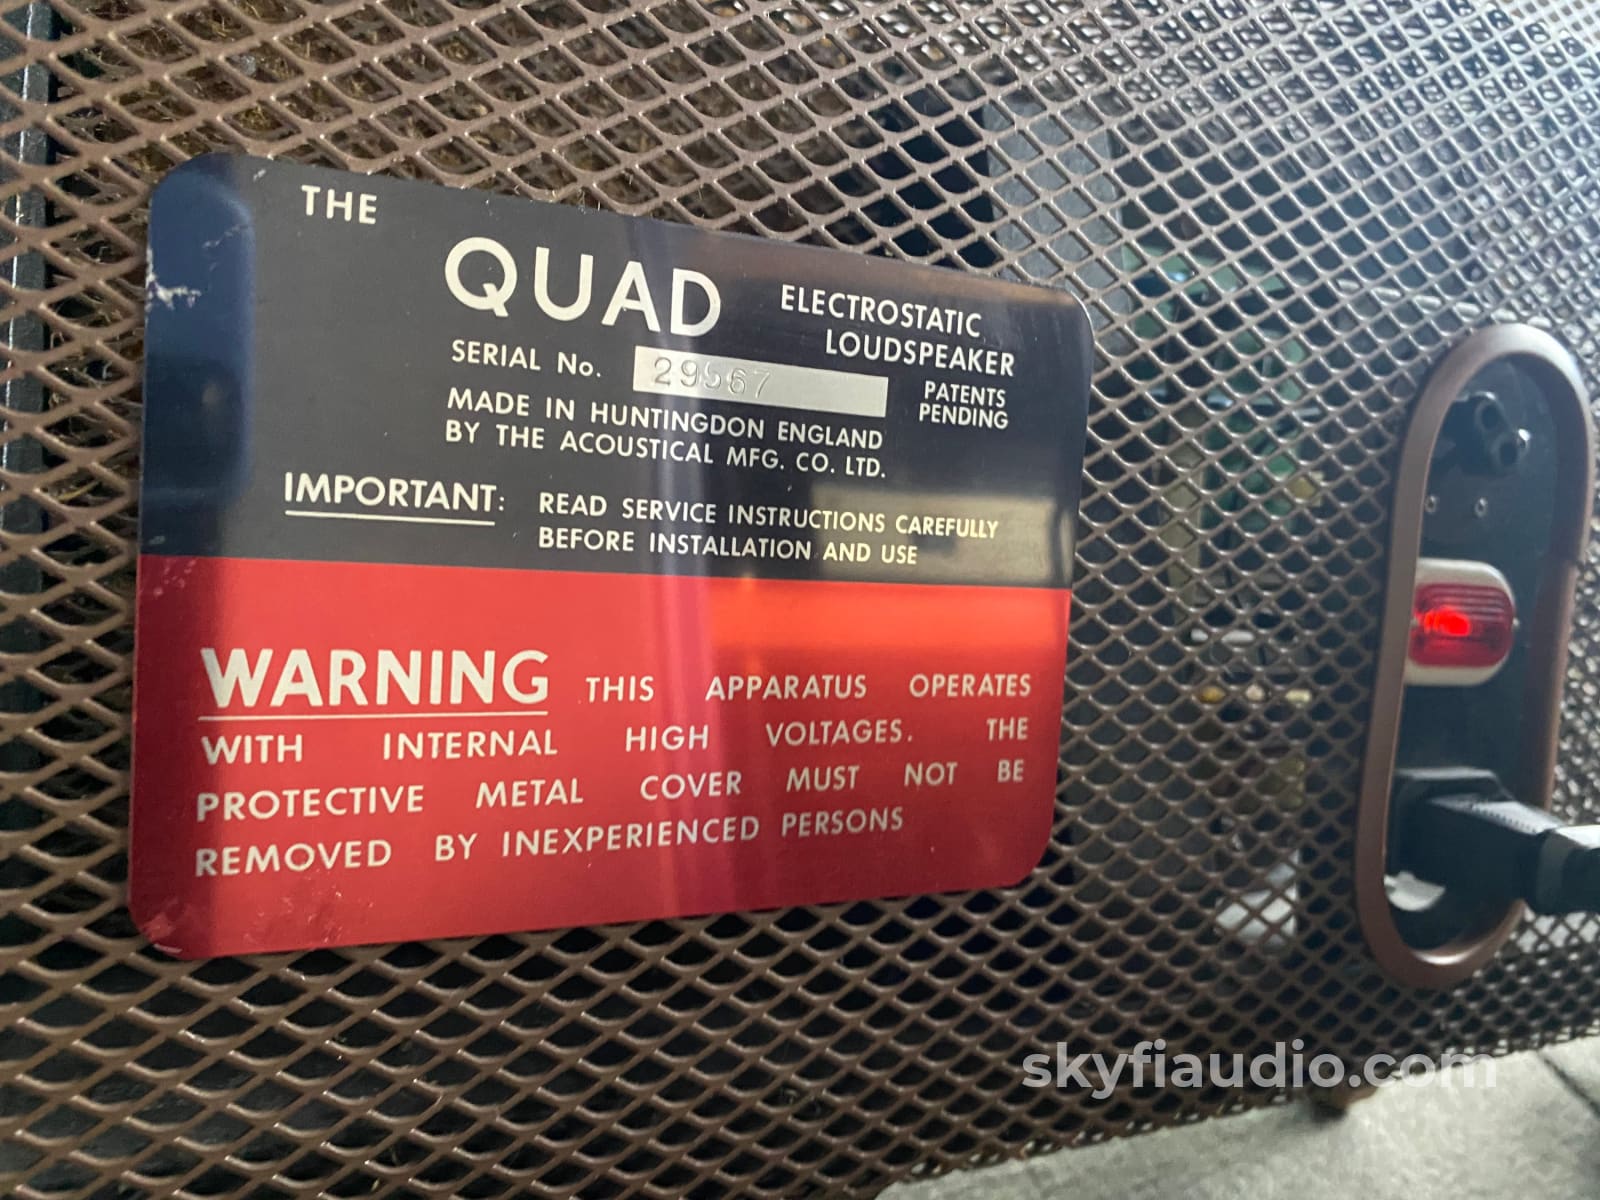 THE
QUAD ELECTROSTATIC
LOUDSPEAKER
SERIAL No. PATENTS
PENDING
MADE IN HUNTINGDON ENGLAND
BY THE ACOUSTICAL MFG. CO. LTD.
IMPORTANT: READ SERVICE INSTRUCTIONS CAREFULLY
BEFORE INSTALLATION AND USE
WARNING THIS APPARATUS OPERATES
WITH INTERNAL HIGH VOLTAGES. THE
PROTECTIVE METAL COVER MUST NOT BE
REMOVED BY INEXPERIENCED PERSONS
skyfiaudio.com